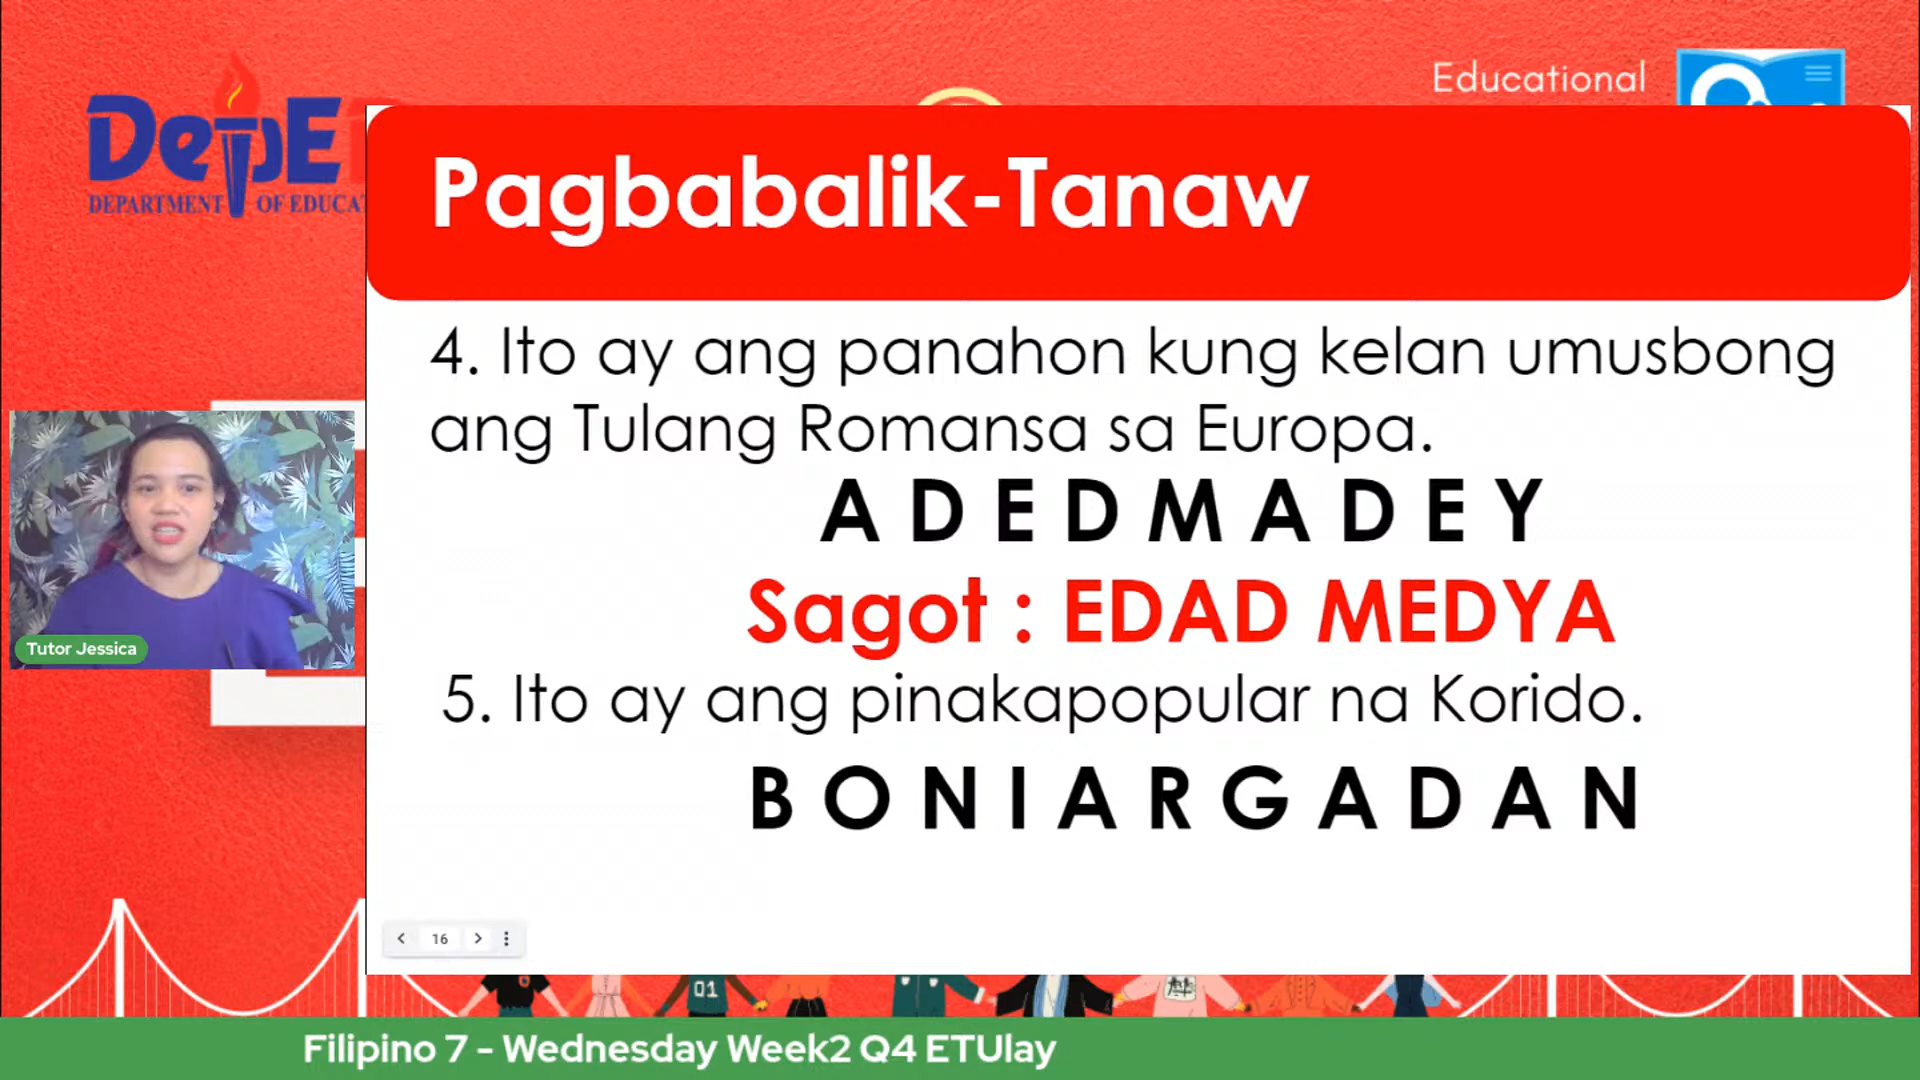 DepE
DEPARTMENT OF EDUCA
Educational
Pagbabalik-Tanaw
4. Ito ay ang panahon kung kelan umusbong
ang Tulang Romansa sa Europa.
A D E D M A D E Y
Sagot : EDAD MEDYA
5. Ito ay ang pinakapopular na Korido.
B O N I A R G A D A N
Tutor Jessica
16
01
Filipino 7 - Wednesday Week2 Q4 ETUlay